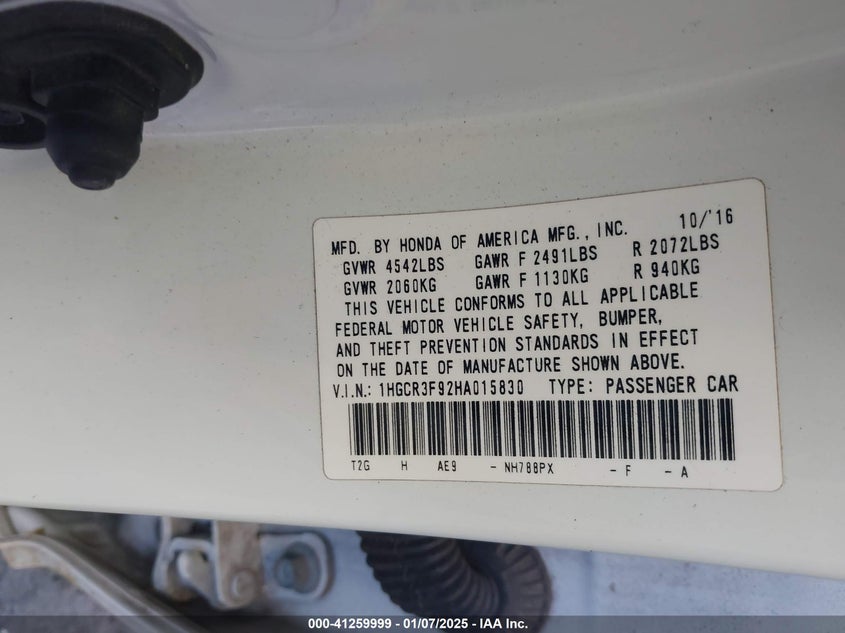 MFD. BY HONDA OF AMERICA MFG., INC. 10/'16
GVWR 4542LBS GAWR F 2491LBS R 2072LBS
GVWR 2060KG GAWR F 1130KG R 940KG
THIS VEHICLE CONFORMS TO ALL APPLICABLE
FEDERAL MOTOR VEHICLE SAFETY, BUMPER,
AND THEFT PREVENTION STANDARDS IN EFFECT
ON THE DATE OF MANUFACTURE SHOWN ABOVE.
V.I.N.: 1HGCR3F92HA015830 TYPE: PASSENGER CAR
T2G H AE9 - NH788PX - F - A
000-41259999 - 01/07/2025 - IAA Inc.